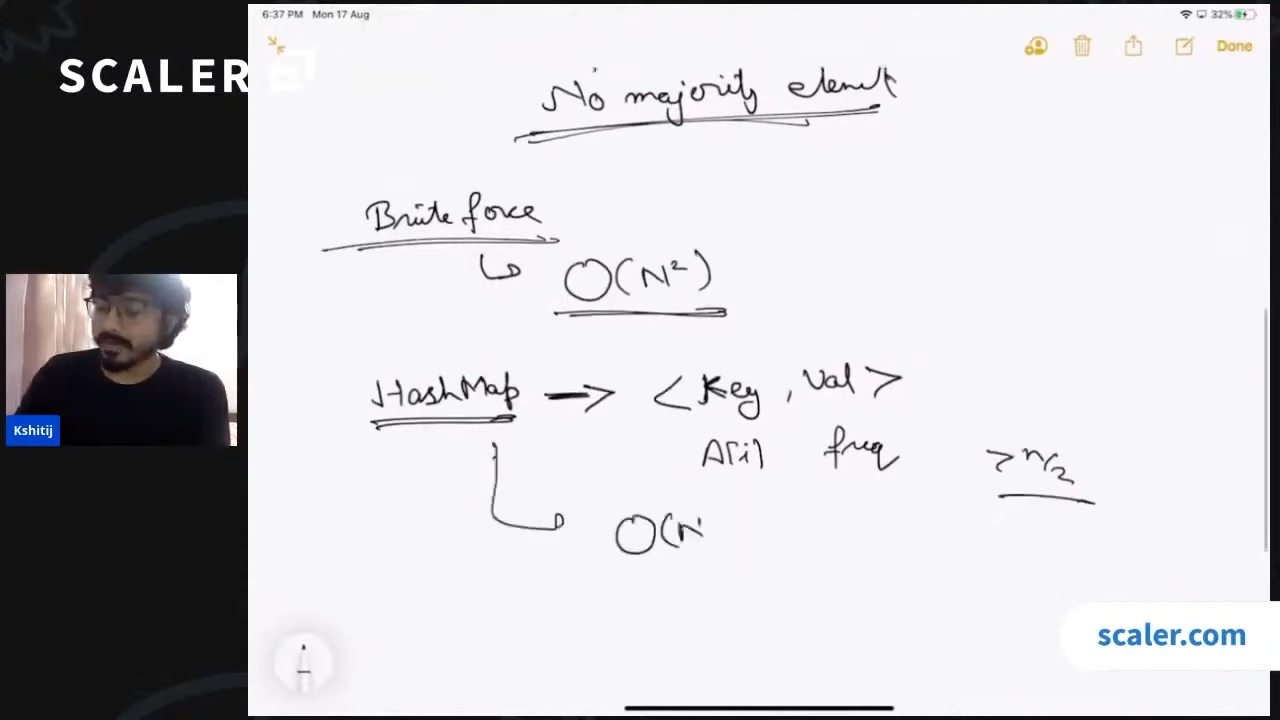 6:37 PM Mon 17 Aug 32%
Done
SCALER
No majority element
Brute force
O(N²)
HashMap → < Key , Val >
A[i] freq > n/2
O(N
Kshitij
scaler.com